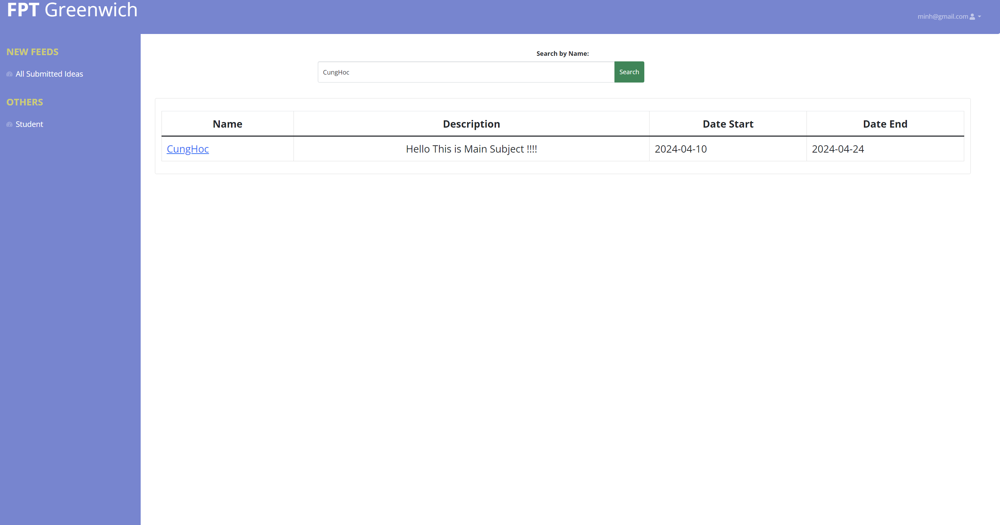 FPT Greenwich
minh@gmail.com
NEW FEEDS
All Submitted Ideas
OTHERS
Student
Search by Name:
CungHoc Search
Name Description Date Start Date End
CungHoc Hello This is Main Subject !!!! 2024-04-10 2024-04-24